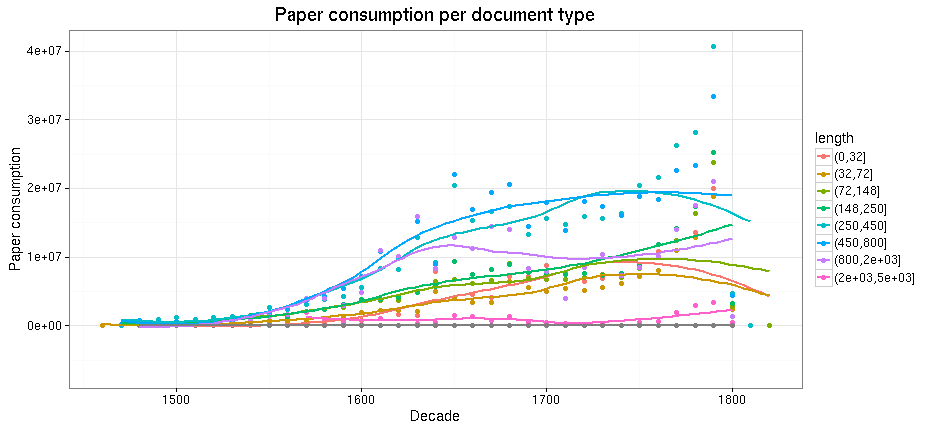 Paper consumption per document type
4e+07
3e+07
2e+07
1e+07
0e+00
Paper consumption
1500
1600
1700
1800
Decade
length
(0,32]
(32,72]
(72,148]
(148,250]
(250,450]
(450,800]
(800,2e+03]
(2e+03,5e+03]